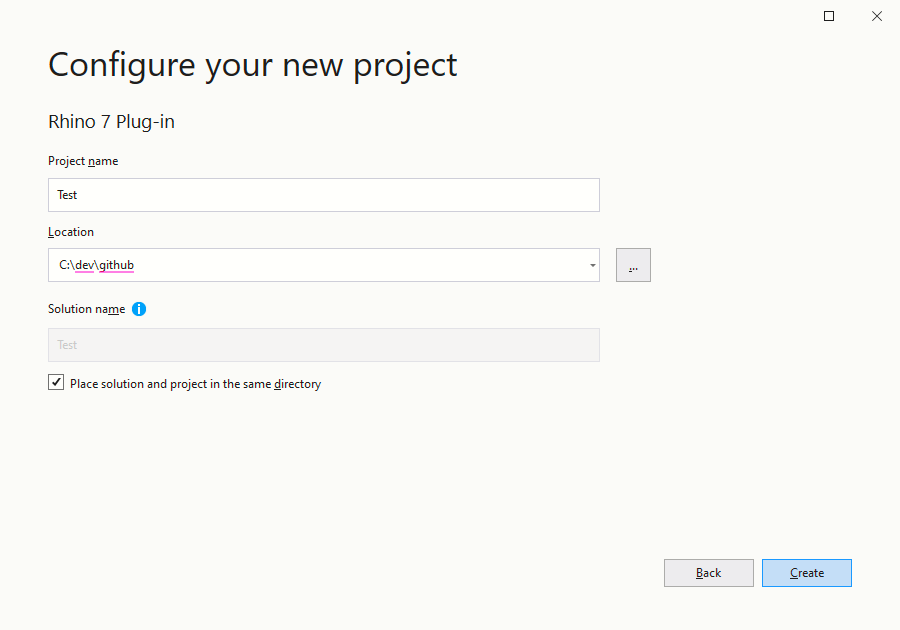 Configure your new project
Rhino 7 Plug-in
Project name
Test
Location
C:\dev\github
...
Solution name
Test
Place solution and project in the same directory
Back
Create